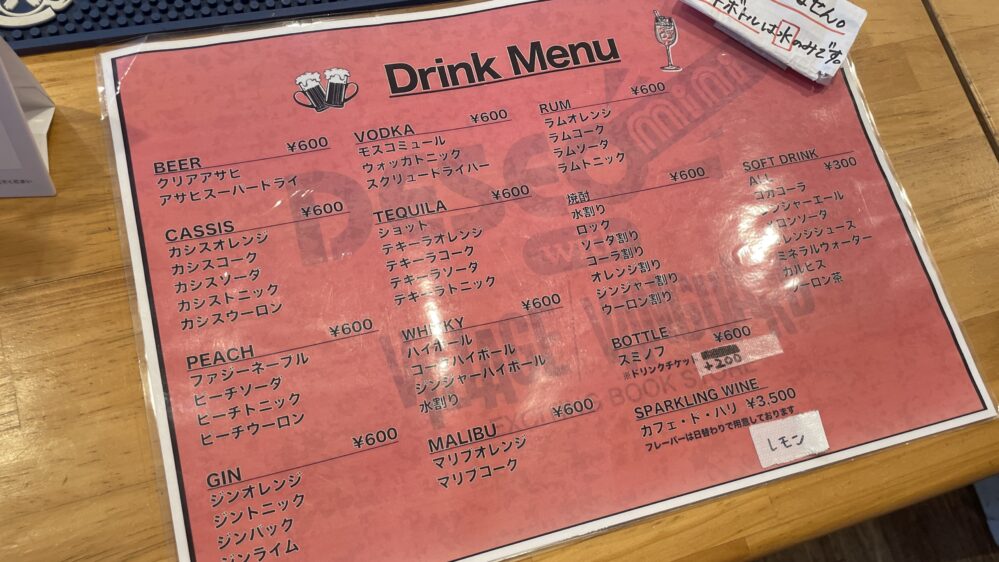 Drink Menu
BEER ¥600
クリアアサヒ
アサヒスーパードライ
CASSIS ¥600
カシスオレンジ
カシスコーク
カシスソーダ
カシストニック
カシスウーロン
PEACH ¥600
ファジーネーブル
ピーチソーダ
ピーチトニック
ピーチウーロン
GIN ¥600
ジンオレンジ
ジントニック
ジンバック
ジンライム
VODKA ¥600
モスコミュール
ウォッカトニック
スクリュードライバー
TEQUILA ¥600
ショット
テキーラオレンジ
テキーラコーク
テキーラソーダ
テキーラトニック
WHISKY ¥600
ハイボール
コークハイボール
ジンジャーハイボール
水割り
MALIBU ¥600
マリブオレンジ
マリブコーク
RUM ¥600
ラムオレンジ
ラムコーク
ラムソーダ
ラムトニック
焼酎 ¥600
水割り
ロック
ソーダ割り
コーラ割り
オレンジ割り
ジンジャー割り
ウーロン割り
BOTTLE ¥600
スミノフ
※ドリンクチケット +200
SPARKLING WINE
カフェ・ド・パリ ¥3,500
フレーバーは日替わりで用意しております
レモン
SOFT DRINK
ALL ¥300
コカコーラ
ジンジャーエール
メロンソーダ
オレンジジュース
ミネラルウォーター
カルピス
ウーロン茶
ません。
ボトルは水のみです。
mini